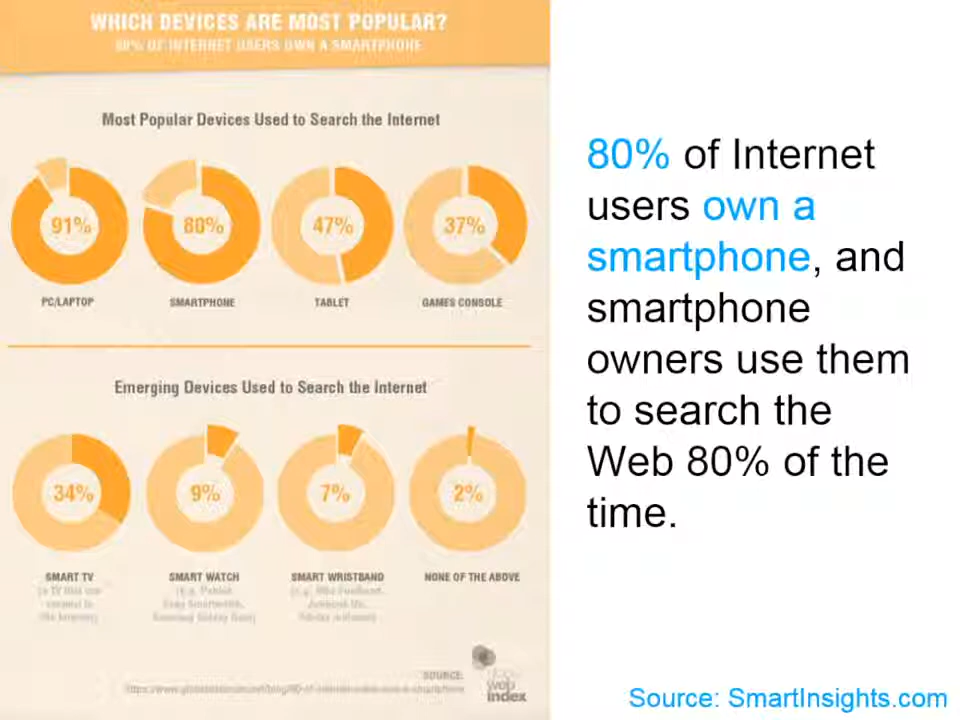 WHICH DEVICES ARE MOST POPULAR?
80% OF INTERNET USERS OWN A SMARTPHONE
Most Popular Devices Used to Search the Internet
91%
80%
47%
37%
PC/LAPTOP
SMARTPHONE
TABLET
GAMES CONSOLE
Emerging Devices Used to Search the Internet
34%
9%
7%
2%
SMART TV
SMART WATCH
SMART WRISTBAND
NONE OF THE ABOVE
SOURCE:
web
index
80% of Internet
users own a
smartphone, and
smartphone
owners use them
to search the
Web 80% of the
time.
Source: SmartInsights.com